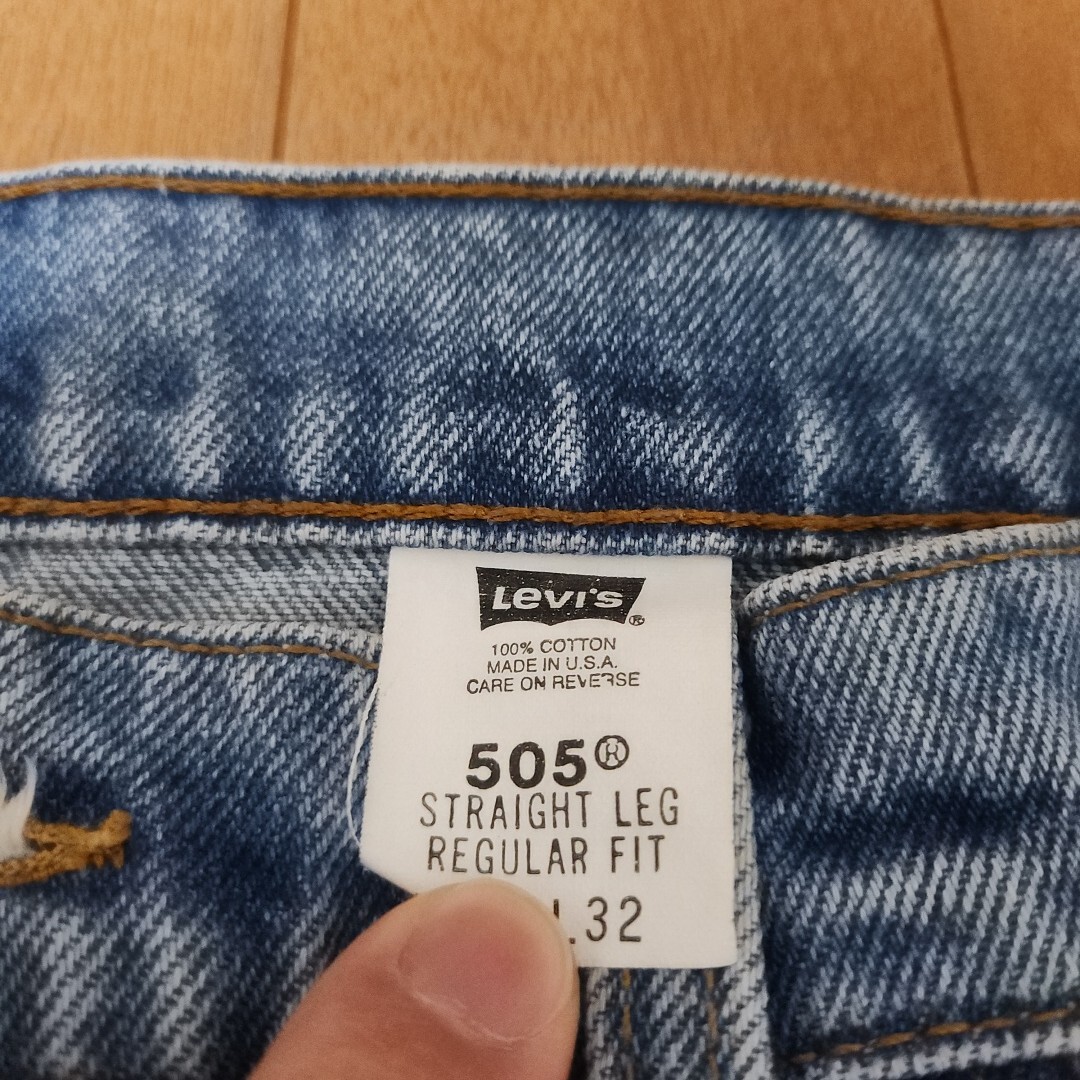 Levi's®
100% COTTON
MADE IN U.S.A.
CARE ON REVERSE
505®
STRAIGHT LEG
REGULAR FIT
L32